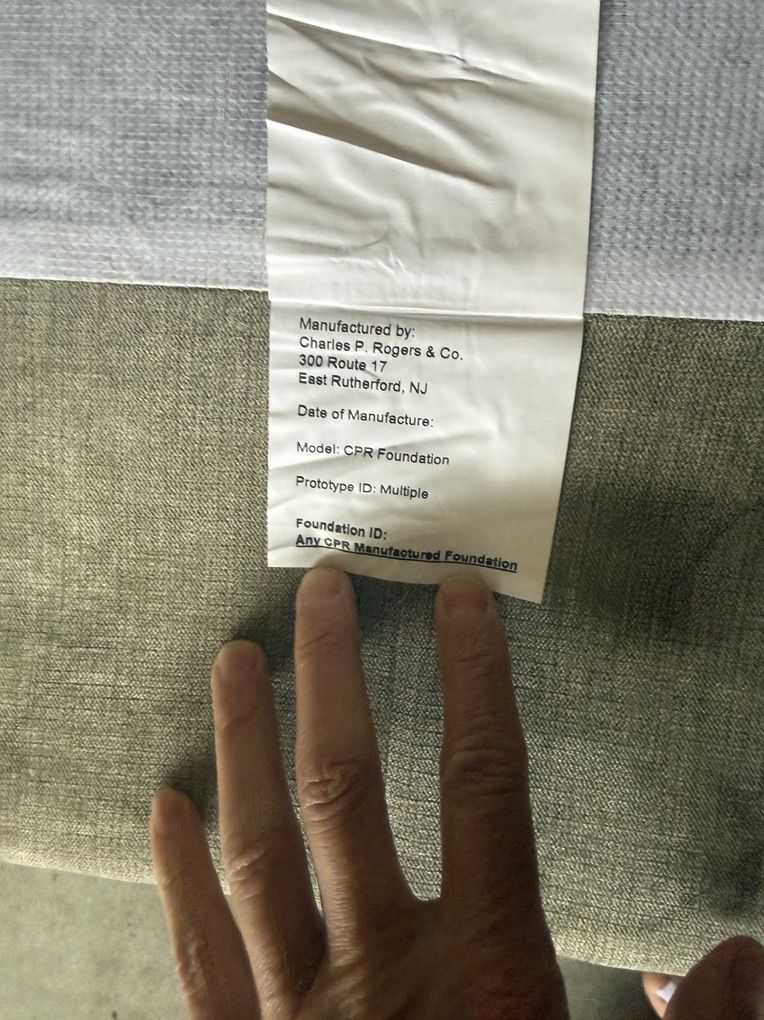 Manufactured by:
Charles P. Rogers & Co.
300 Route 17
East Rutherford, NJ
Date of Manufacture:
Model: CPR Foundation
Prototype ID: Multiple
Foundation ID:
Any CPR Manufactured Foundation